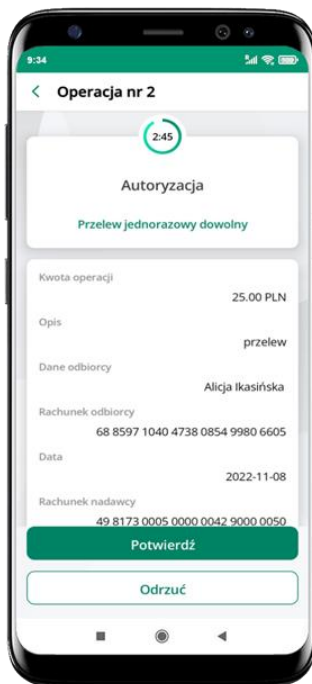 9:34
Operacja nr 2
2:45
Autoryzacja
Przelew jednorazowy dowolny
Kwota operacji
25.00 PLN
Opis
przelew
Dane odbiorcy
Alicja Ikasińska
Rachunek odbiorcy
68 8597 1040 4738 0854 9980 6605
Data
2022-11-08
Rachunek nadawcy
49 8173 0005 0000 0042 9000 0050
Potwierdź
Odrzuć